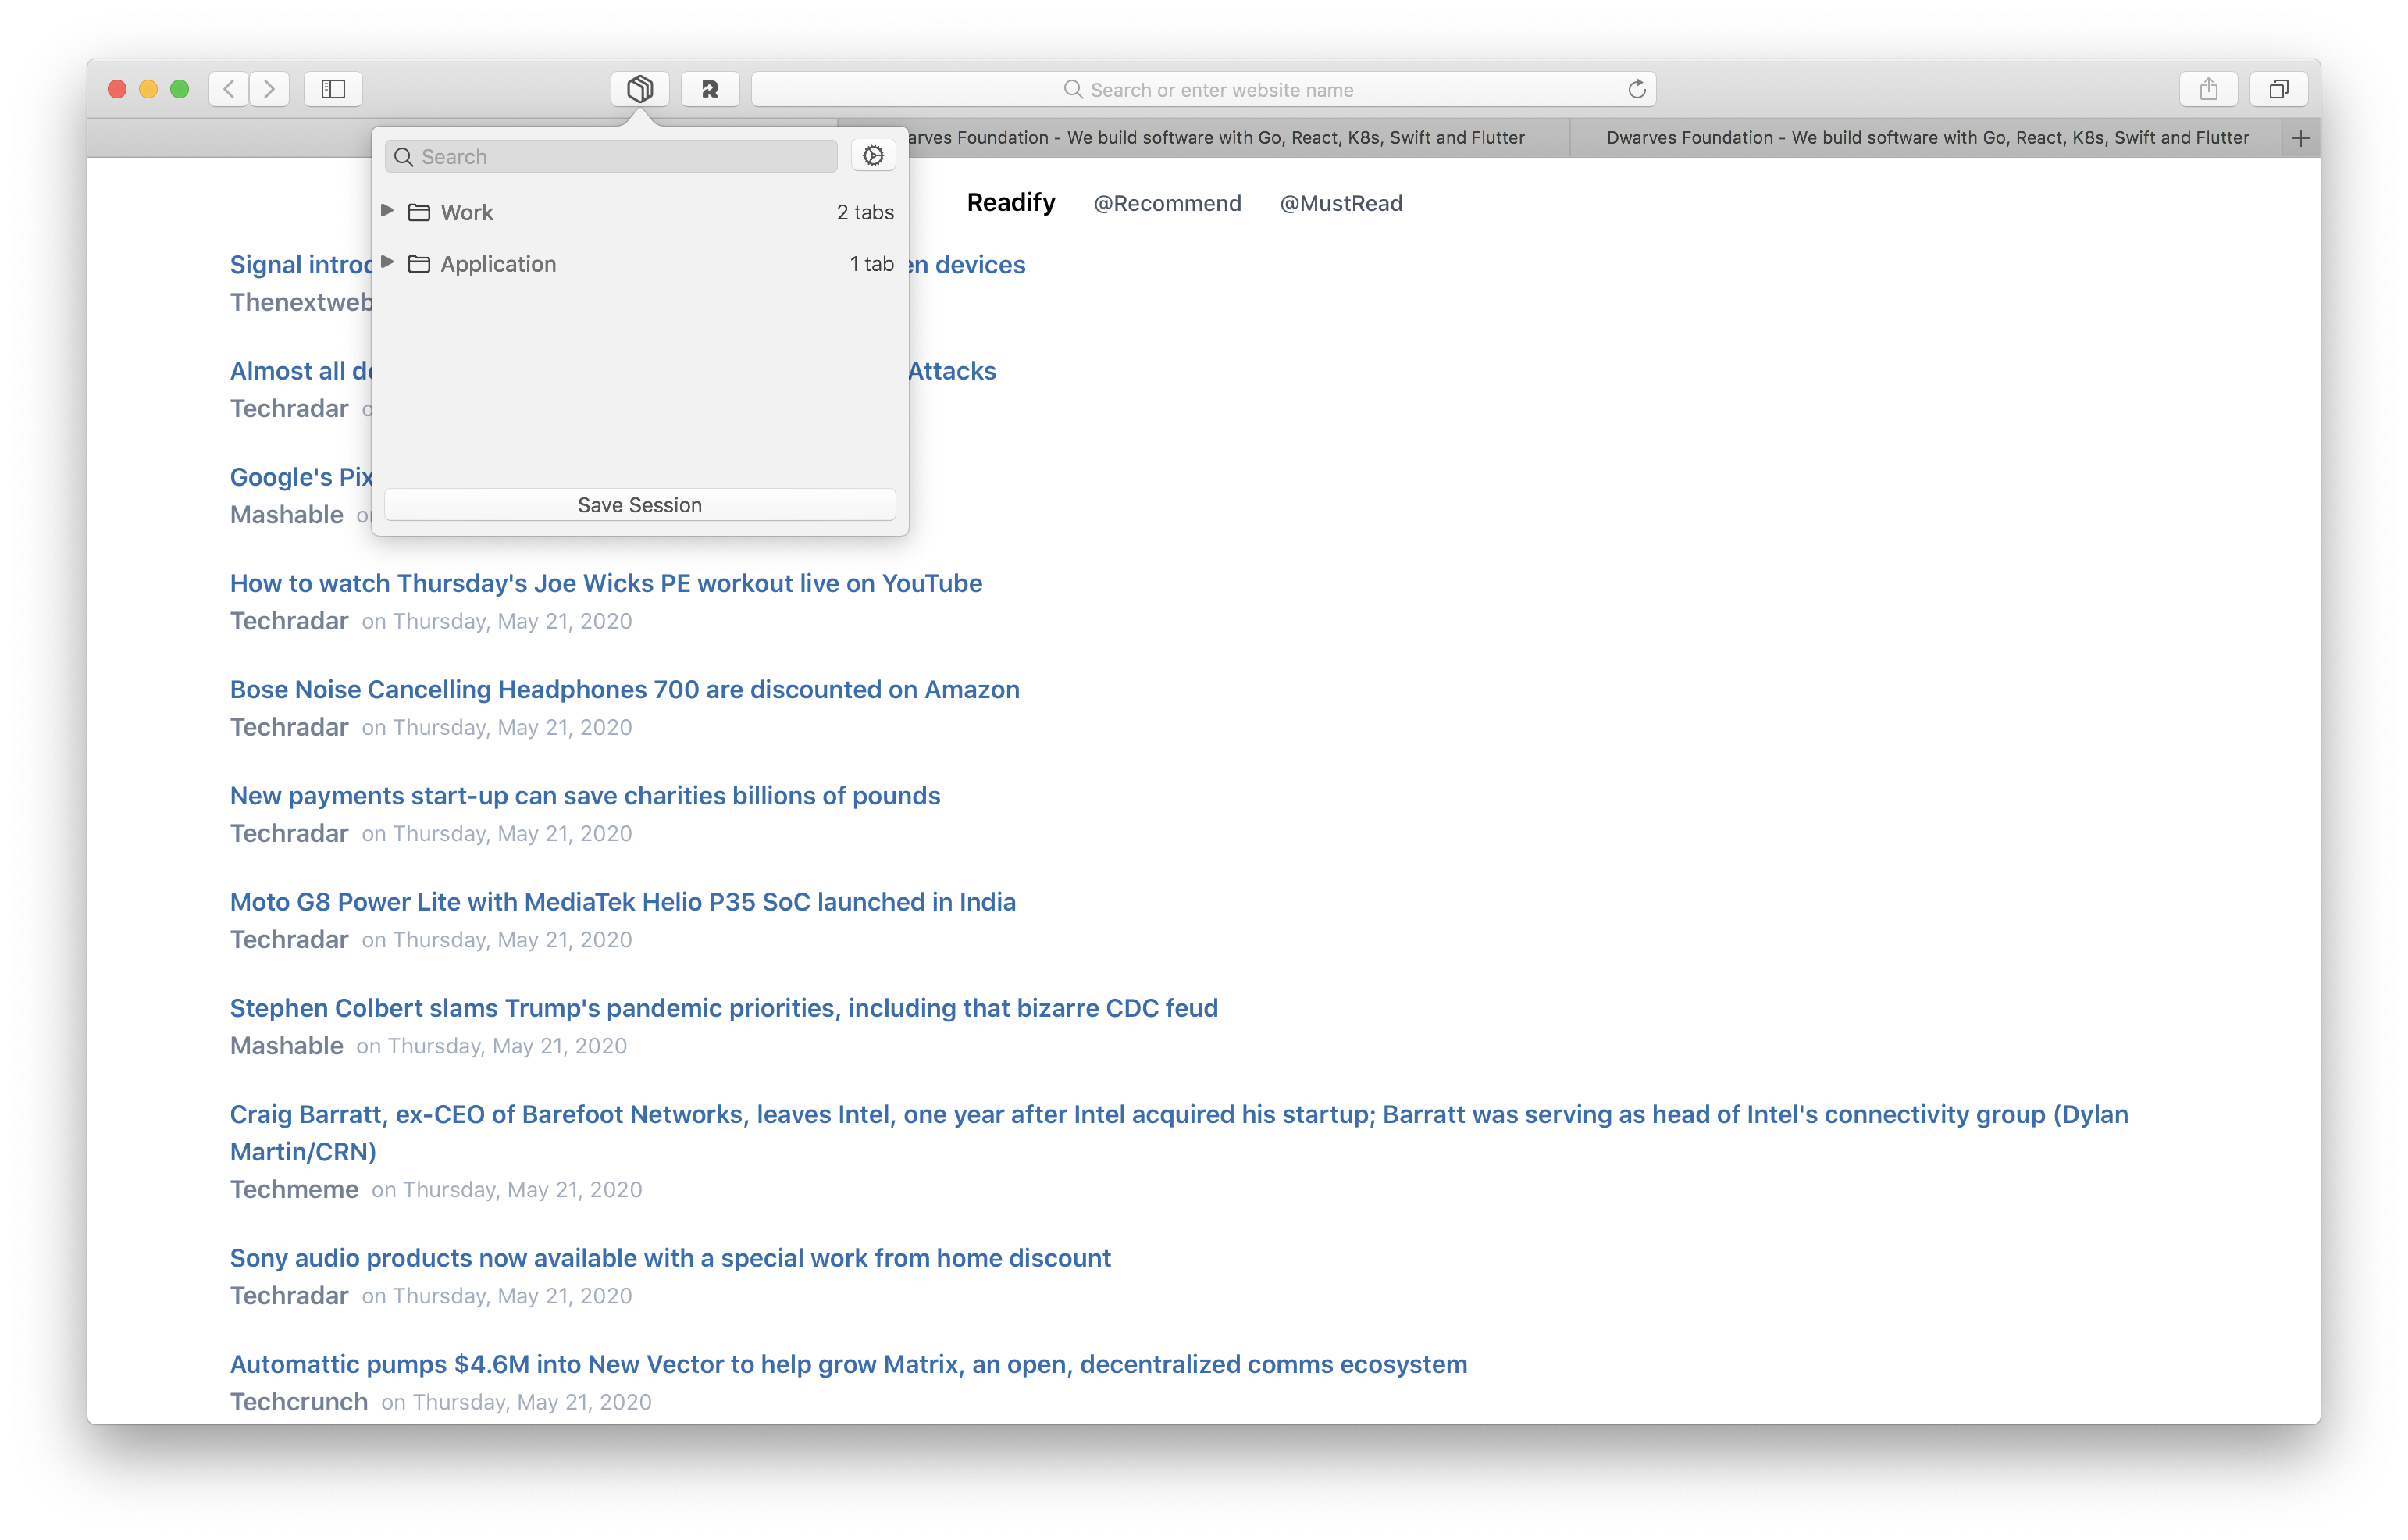 Search or enter website name
arves Foundation - We build software with Go, React, K8s, Swift and Flutter
Dwarves Foundation - We build software with Go, React, K8s, Swift and Flutter
Search
Work 2 tabs
Application 1 tab
Save Session
Readify @Recommend @MustRead
Signal introd en devices
Thenextweb
Almost all de Attacks
Techradar o
Google's Pix
Mashable o
How to watch Thursday's Joe Wicks PE workout live on YouTube
Techradar on Thursday, May 21, 2020
Bose Noise Cancelling Headphones 700 are discounted on Amazon
Techradar on Thursday, May 21, 2020
New payments start-up can save charities billions of pounds
Techradar on Thursday, May 21, 2020
Moto G8 Power Lite with MediaTek Helio P35 SoC launched in India
Techradar on Thursday, May 21, 2020
Stephen Colbert slams Trump's pandemic priorities, including that bizarre CDC feud
Mashable on Thursday, May 21, 2020
Craig Barratt, ex-CEO of Barefoot Networks, leaves Intel, one year after Intel acquired his startup; Barratt was serving as head of Intel's connectivity group (Dylan
Martin/CRN)
Techmeme on Thursday, May 21, 2020
Sony audio products now available with a special work from home discount
Techradar on Thursday, May 21, 2020
Automattic pumps $4.6M into New Vector to help grow Matrix, an open, decentralized comms ecosystem
Techcrunch on Thursday, May 21, 2020